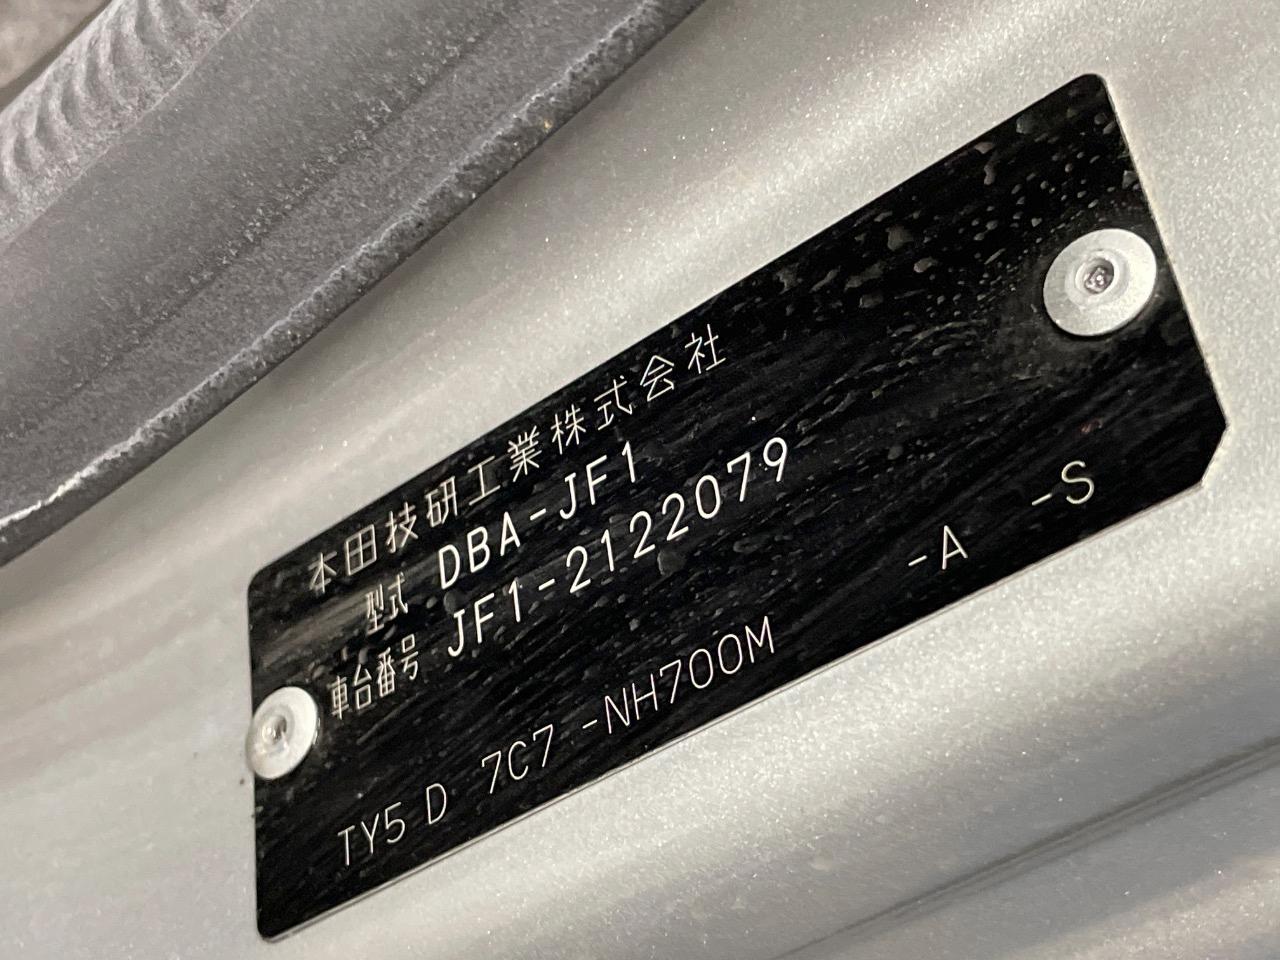 本田技研工業株式会社
型式 DBA-JF1
車台番号 JF1-2122079
TY5 D 7C7 -NH700M -A -S